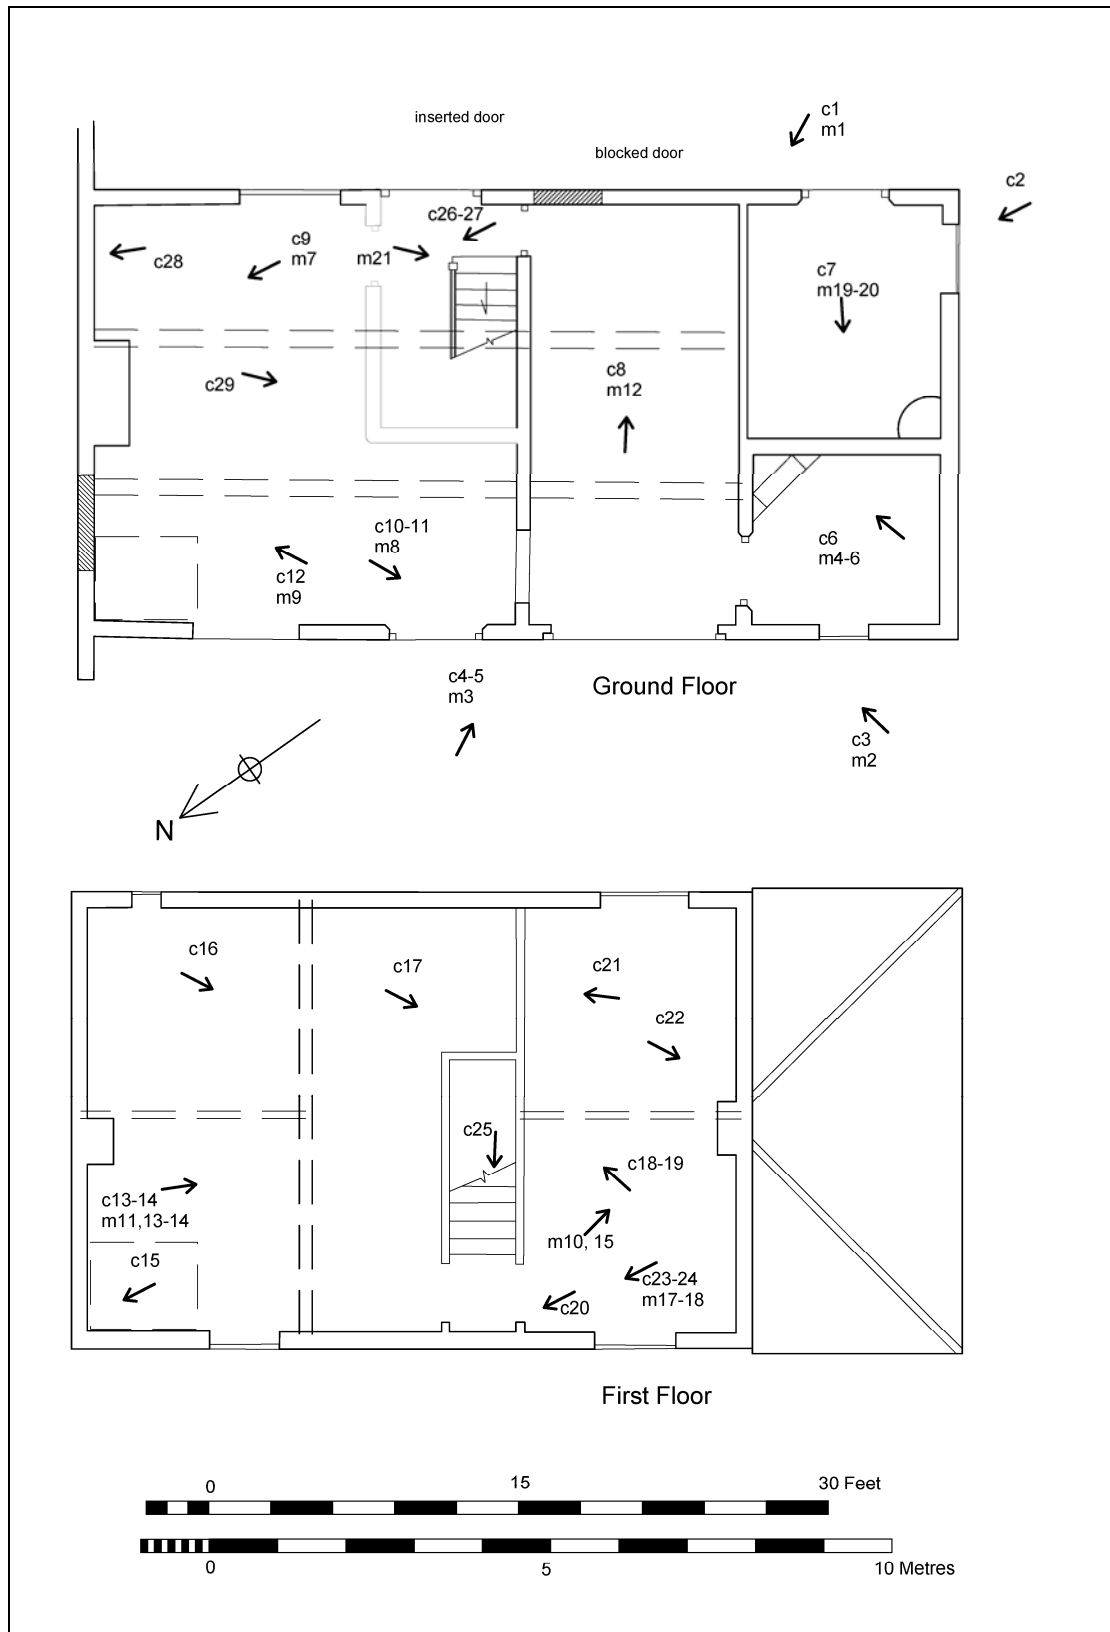 inserted door
blocked door
c1
m1
c2
c26-27
c28
c9
m7
m21
c7
m19-20
c29
c8
m12
c10-11
m8
c12
m9
c6
m4-6
c4-5
m3
Ground Floor
c3
m2
N
c16
c17
c21
c22
c25
c18-19
c13-14
m11,13-14
m10, 15
c15
c23-24
m17-18
c20
First Floor
0 15 30 Feet
0 5 10 Metres